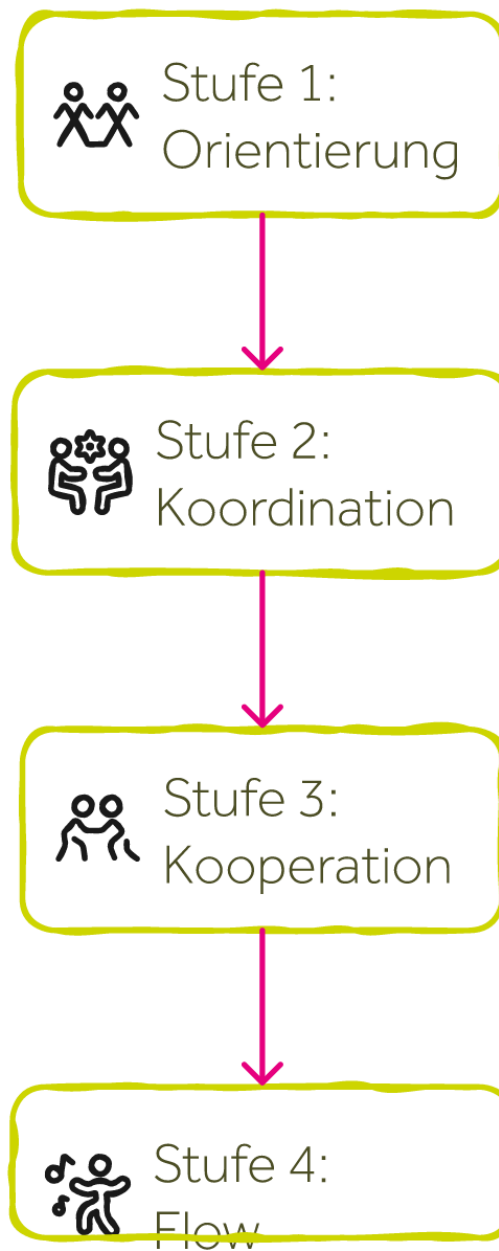 Stufe 1:
Orientierung
Stufe 2:
Koordination
Stufe 3:
Kooperation
Stufe 4:
Flow